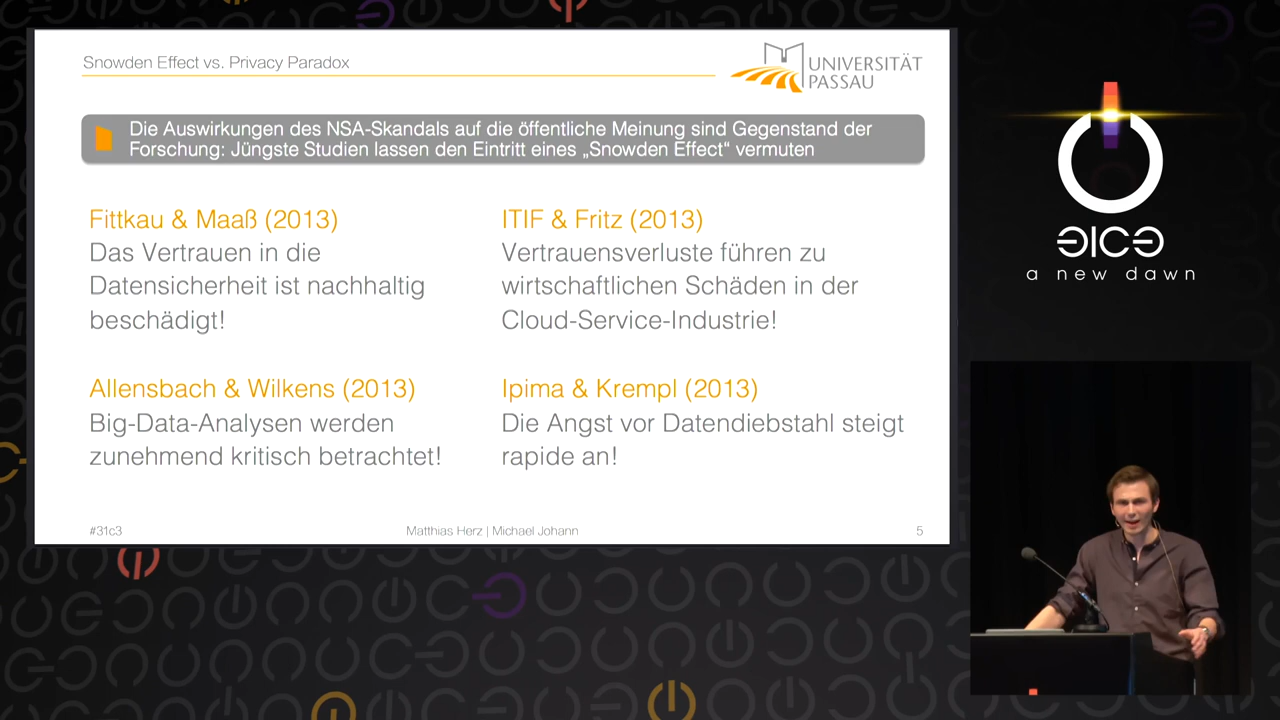 Snowden Effect vs. Privacy Paradox
UNIVERSITÄT
PASSAU
Die Auswirkungen des NSA-Skandals auf die öffentliche Meinung sind Gegenstand der
Forschung: Jüngste Studien lassen den Eintritt eines „Snowden Effect“ vermuten
Fittkau & Maaß (2013)
Das Vertrauen in die
Datensicherheit ist nachhaltig
beschädigt!
ITIF & Fritz (2013)
Vertrauensverluste führen zu
wirtschaftlichen Schäden in der
Cloud-Service-Industrie!
Allensbach & Wilkens (2013)
Big-Data-Analysen werden
zunehmend kritisch betrachtet!
Ipima & Krempl (2013)
Die Angst vor Datendiebstahl steigt
rapide an!
#31c3
Matthias Herz | Michael Johann
5
a new dawn